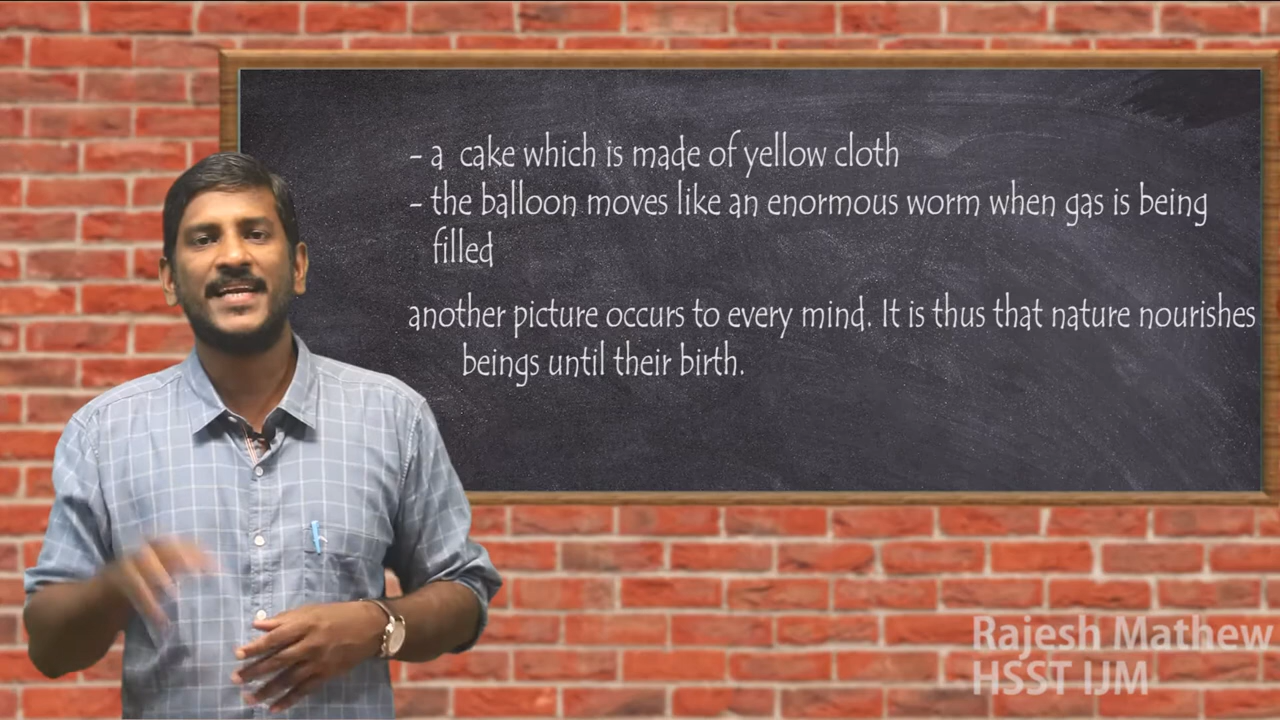 - a cake which is made of yellow cloth
- the balloon moves like an enormous worm when gas is being
filled
another picture occurs to every mind. It is thus that nature nourishes
beings until their birth.
Rajesh Mathew
HSST IJM